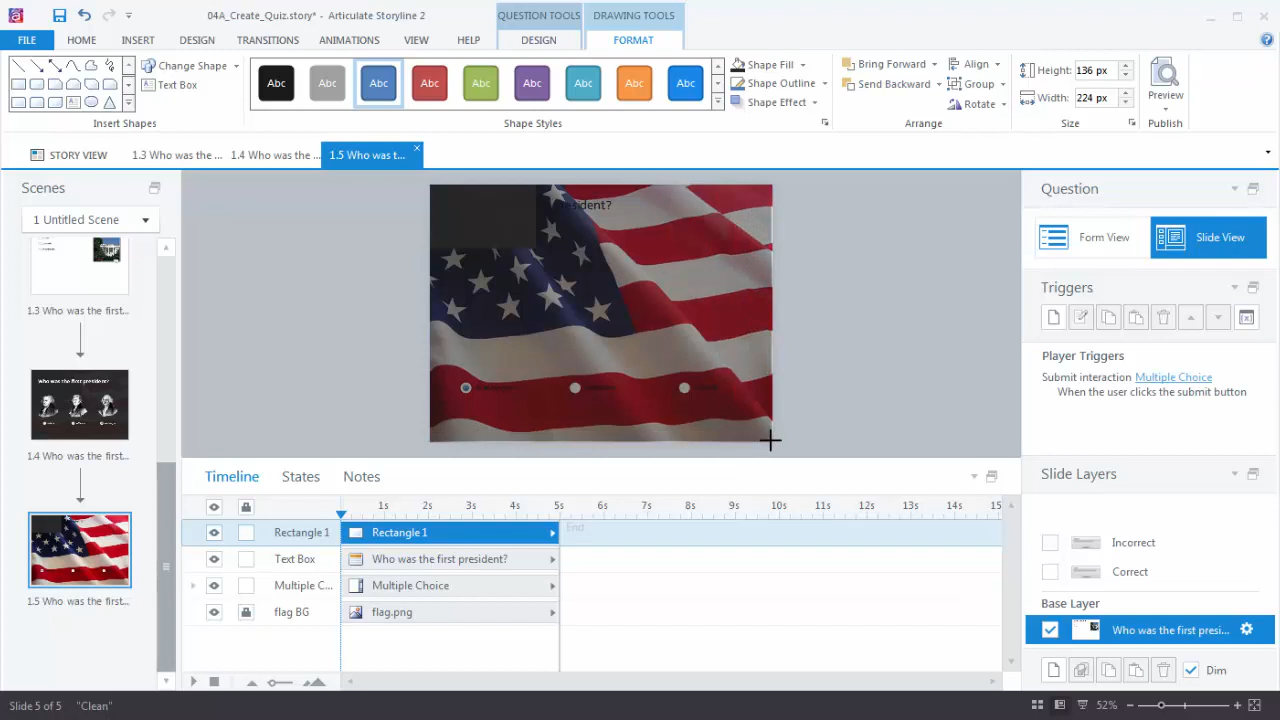 04A_Create_Quiz.story* - Articulate Storyline 2
QUESTION TOOLS
DRAWING TOOLS
FILE
HOME
INSERT
DESIGN
TRANSITIONS
ANIMATIONS
VIEW
HELP
DESIGN
FORMAT
Change Shape
Text Box
Insert Shapes
Abc
Abc
Abc
Abc
Abc
Abc
Abc
Abc
Abc
Shape Fill
Shape Outline
Shape Effect
Shape Styles
Bring Forward
Send Backward
Align
Group
Rotate
Arrange
Height:
136 px
Width:
224 px
Size
Preview
Publish
STORY VIEW
1.3 Who was the ...
1.4 Who was the ...
1.5 Who was t...
Scenes
1 Untitled Scene
1.3 Who was the first...
Who was the first president?
1.4 Who was the first...
1.5 Who was the first...
president?
Question
Form View
Slide View
Triggers
Player Triggers
Submit interaction Multiple Choice
When the user clicks the submit button
Timeline
States
Notes
1s
2s
3s
4s
5s
6s
7s
8s
9s
10s
11s
12s
13s
14s
15
Rectangle 1
Rectangle 1
End
Text Box
Who was the first president?
Multiple C...
Multiple Choice
flag BG
flag.png
Slide Layers
Incorrect
Correct
Base Layer
Who was the first presi...
Dim
Slide 5 of 5
"Clean"
52%